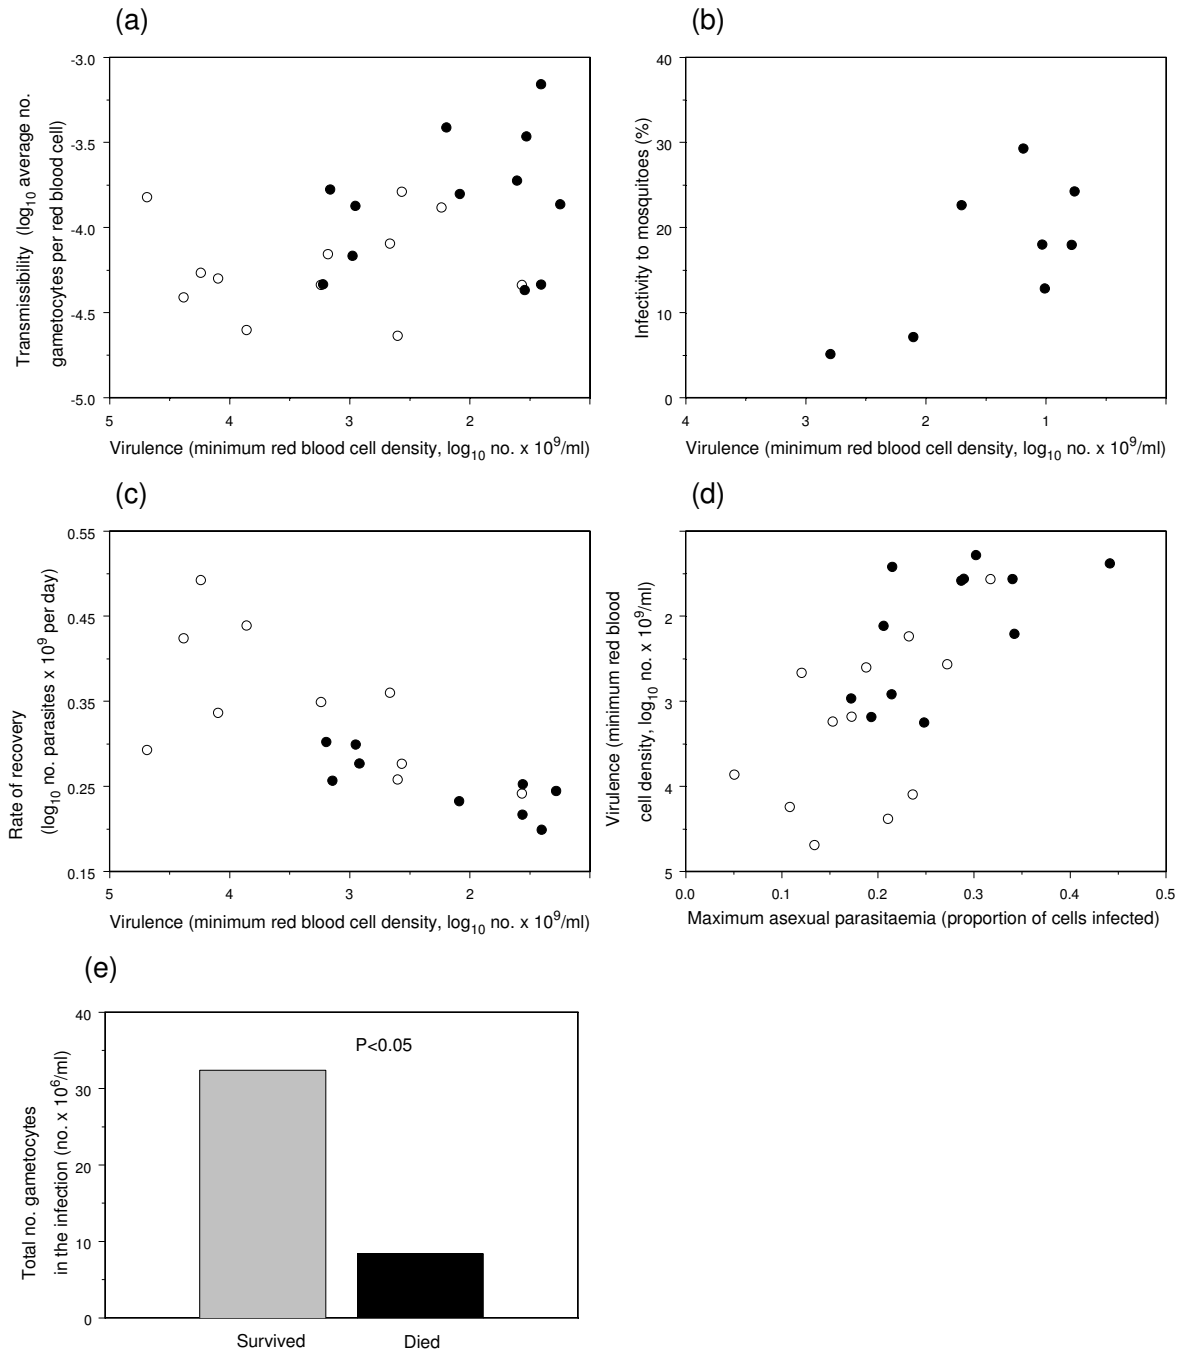 (a)
-3.0
-3.5
-4.0
-4.5
-5.0
Transmissibility (log10 average no.
gametocytes per red blood cell)
5 4 3 2
Virulence (minimum red blood cell density, log10 no. x 10^9/ml)
(b)
40
30
20
10
0
Infectivity to mosquitoes (%)
4 3 2 1
Virulence (minimum red blood cell density, log10 no. x 10^9/ml)
(c)
0.55
0.45
0.35
0.25
0.15
Rate of recovery
(log10 no. parasites x 10^9 per day)
5 4 3 2
Virulence (minimum red blood cell density, log10 no. x 10^9/ml)
(d)
2
3
4
5
Virulence (minimum red blood
cell density, log10 no. x 10^9/ml)
0.0 0.1 0.2 0.3 0.4 0.5
Maximum asexual parasitaemia (proportion of cells infected)
(e)
40
30
20
10
0
Total no. gametocytes
in the infection (no. x 10^6/ml)
P<0.05
Survived Died